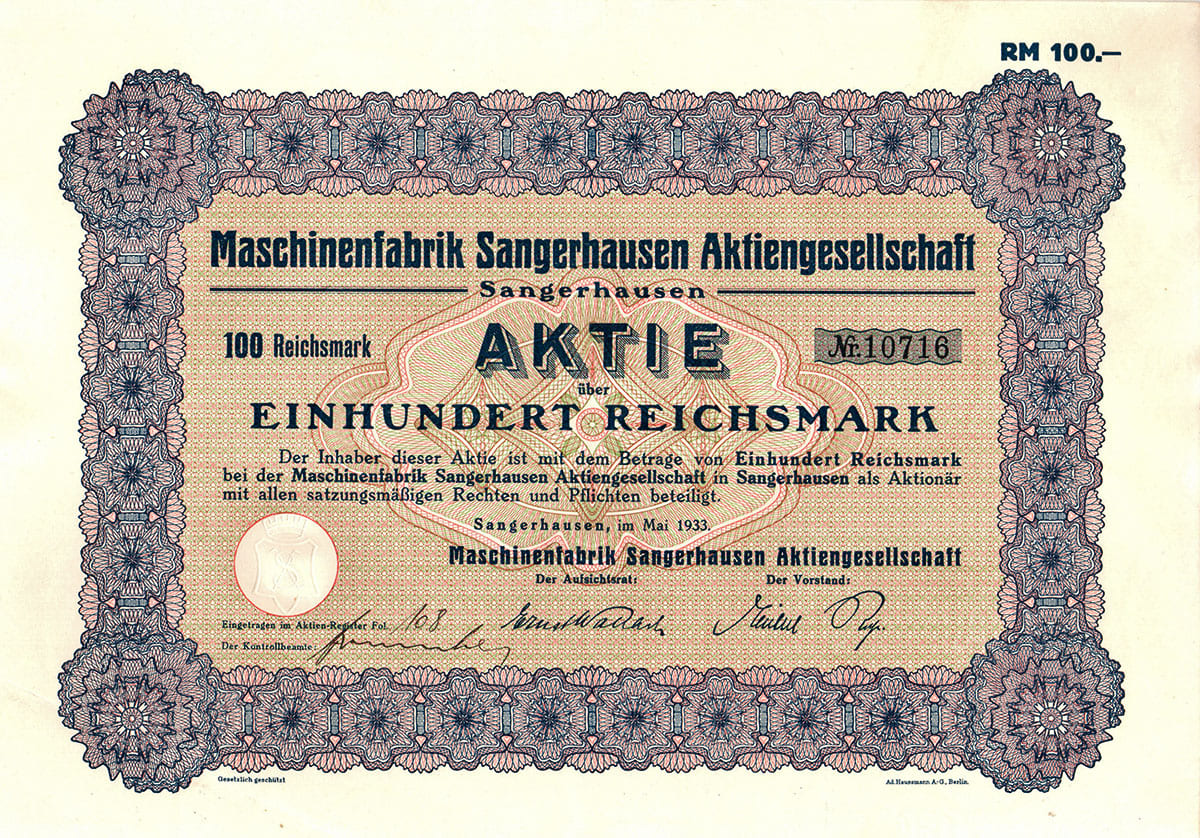 RM 100.—
Maschinenfabrik Sangerhausen Aktiengesellschaft
Sangerhausen
100 Reichsmark
AKTIE
Nr. 10716
über
EINHUNDERT REICHSMARK
Der Inhaber dieser Aktie ist mit dem Betrage von Einhundert Reichsmark
bei der Maschinenfabrik Sangerhausen Aktiengesellschaft in Sangerhausen als Aktionär
mit allen satzungsmäßigen Rechten und Pflichten beteiligt.
Sangerhausen, im Mai 1933.
Maschinenfabrik Sangerhausen Aktiengesellschaft
Der Aufsichtsrat: Der Vorstand:
Eingetragen im Aktien-Register Fol. 108
Ernst Wallach
Der Kontrollbeamte:
Gesetzlich geschützt
Ad. Haussmann A.-G., Berlin.